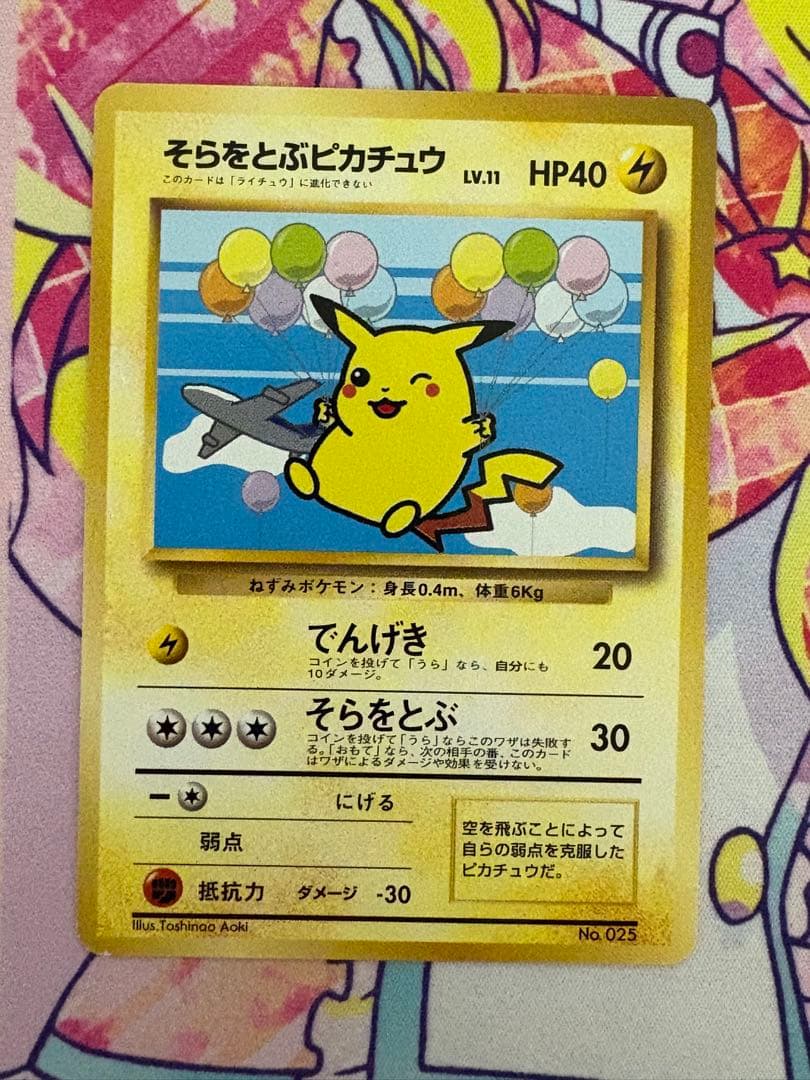 そらをとぶピカチュウ LV.11 HP40
このカードは「ライチュウ」に進化できない
ねずみポケモン：身長0.4m、体重6Kg
でんげき 20
コインを投げて「うら」なら、自分にも
10ダメージ。
そらをとぶ 30
コインを投げて「うら」ならこのワザは失敗す
る。「おもて」なら、次の相手の番、このカード
はワザによるダメージや効果を受けない。
− にげる
弱点
抵抗力 ダメージ -30
空を飛ぶことによって
自らの弱点を克服した
ピカチュウだ。
Illus.Toshinao Aoki
No. 025